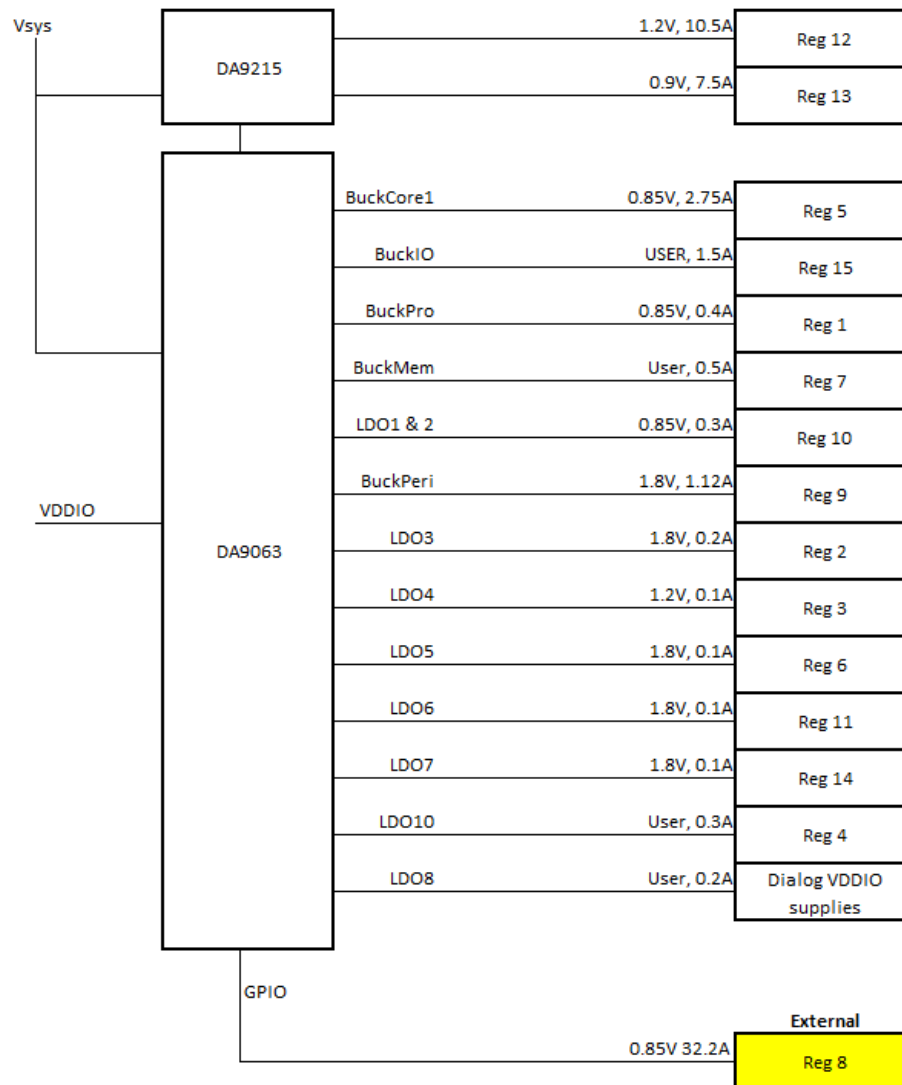 Vsys
1.2V, 10.5A
Reg 12
DA9215
0.9V, 7.5A
Reg 13
BuckCore1
0.85V, 2.75A
Reg 5
BuckIO
USER, 1.5A
Reg 15
BuckPro
0.85V, 0.4A
Reg 1
BuckMem
User, 0.5A
Reg 7
LDO1 & 2
0.85V, 0.3A
Reg 10
BuckPeri
1.8V, 1.12A
Reg 9
VDDIO
DA9063
LDO3
1.8V, 0.2A
Reg 2
LDO4
1.2V, 0.1A
Reg 3
LDO5
1.8V, 0.1A
Reg 6
LDO6
1.8V, 0.1A
Reg 11
LDO7
1.8V, 0.1A
Reg 14
LDO10
User, 0.3A
Reg 4
LDO8
User, 0.2A
Dialog VDDIO
supplies
GPIO
External
0.85V 32.2A
Reg 8